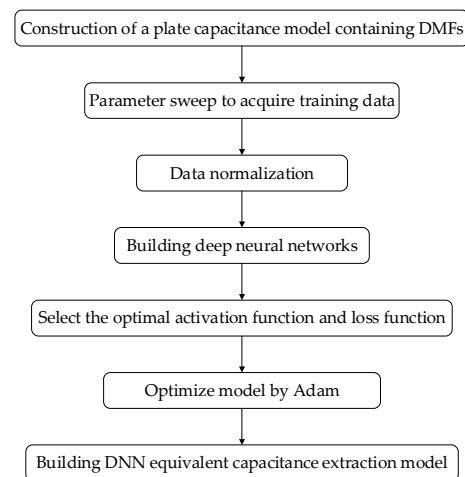 Construction of a plate capacitance model containing DMFs
Parameter sweep to acquire training data
Data normalization
Building deep neural networks
Select the optimal activation function and loss function
Optimize model by Adam
Building DNN equivalent capacitance extraction model